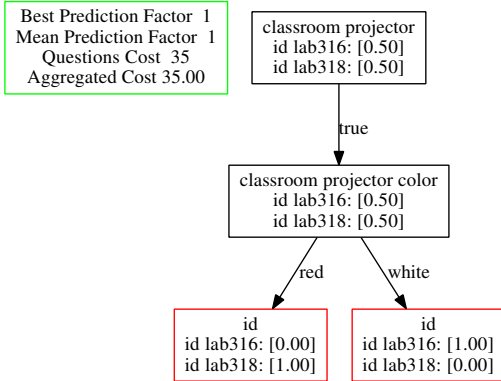 Best Prediction Factor 1
Mean Prediction Factor 1
Questions Cost 35
Aggregated Cost 35.00
classroom projector
id lab316: [0.50]
id lab318: [0.50]
true
classroom projector color
id lab316: [0.50]
id lab318: [0.50]
red
white
id
id lab316: [0.00]
id lab318: [1.00]
id
id lab316: [1.00]
id lab318: [0.00]